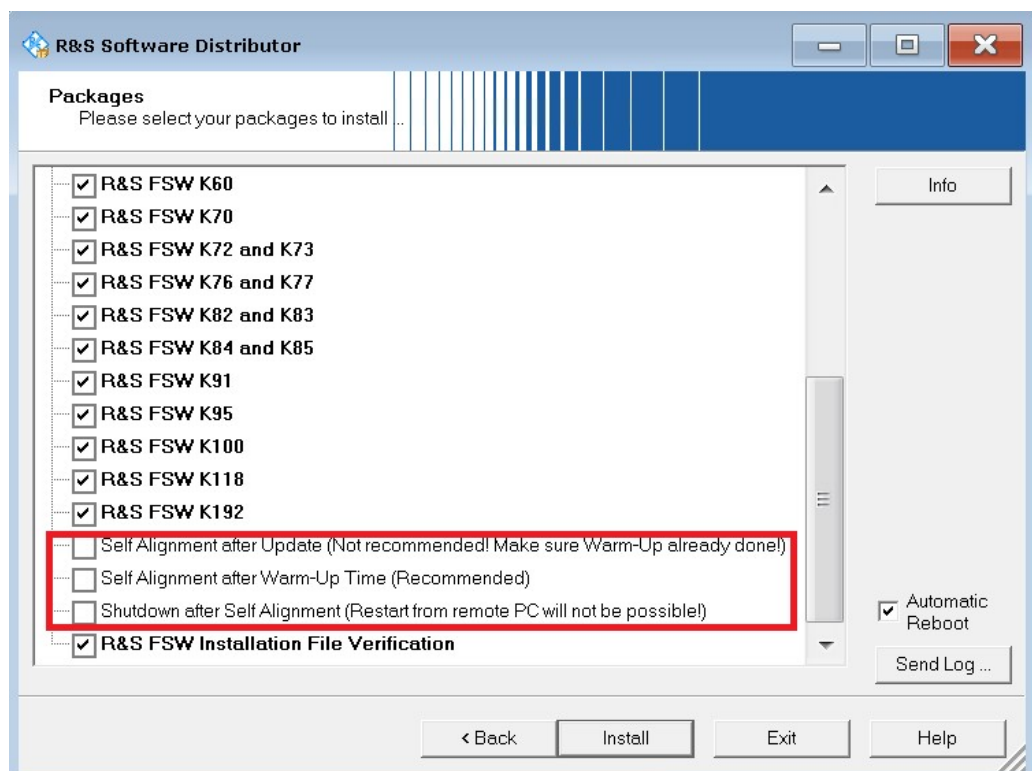 R&S Software Distributor
Packages
Please select your packages to install ...
R&S FSW K60
Info
R&S FSW K70
R&S FSW K72 and K73
R&S FSW K76 and K77
R&S FSW K82 and K83
R&S FSW K84 and K85
R&S FSW K91
R&S FSW K95
R&S FSW K100
R&S FSW K118
R&S FSW K192
Self Alignment after Update (Not recommended! Make sure Warm-Up already done!)
Self Alignment after Warm-Up Time (Recommended)
Shutdown after Self Alignment (Restart from remote PC will not be possible!)
R&S FSW Installation File Verification
Automatic
Reboot
Send Log ...
< Back
Install
Exit
Help